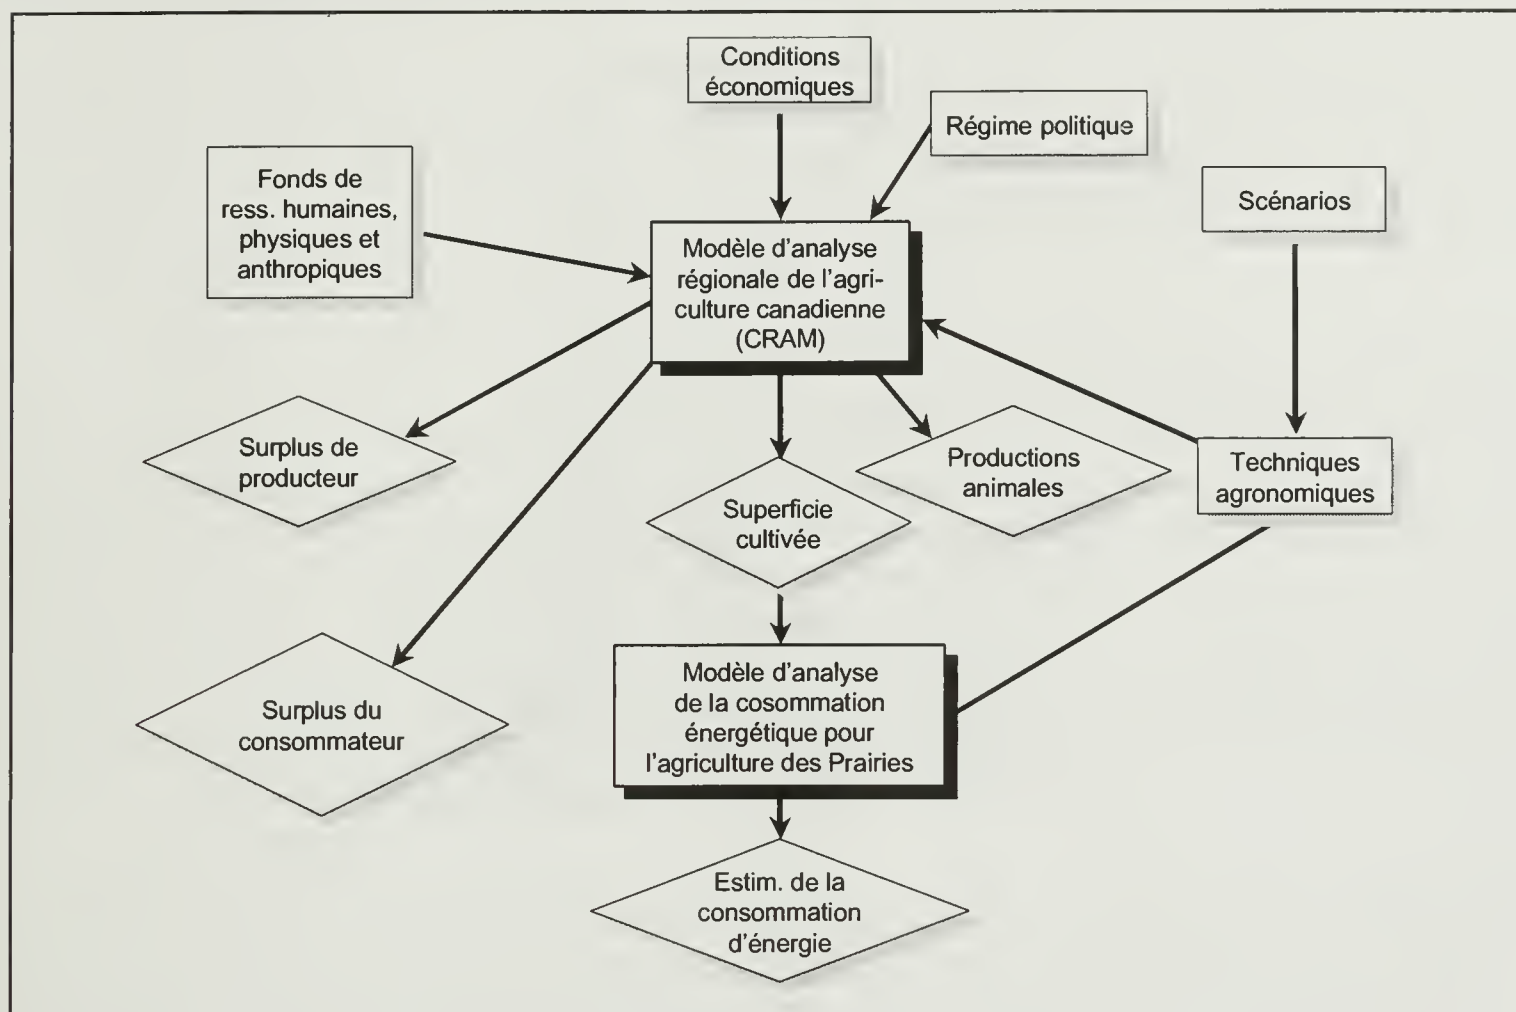 Conditions
économiques
Régime politique
Fonds de
ress. humaines,
physiques et
anthropiques
Scénarios
Modèle d'analyse
régionale de l'agri-
culture canadienne
(CRAM)
Surplus de
producteur
Superficie
cultivée
Productions
animales
Techniques
agronomiques
Surplus du
consommateur
Modèle d'analyse
de la cosommation
énergétique pour
l'agriculture des Prairies
Estim. de la
consommation
d'énergie